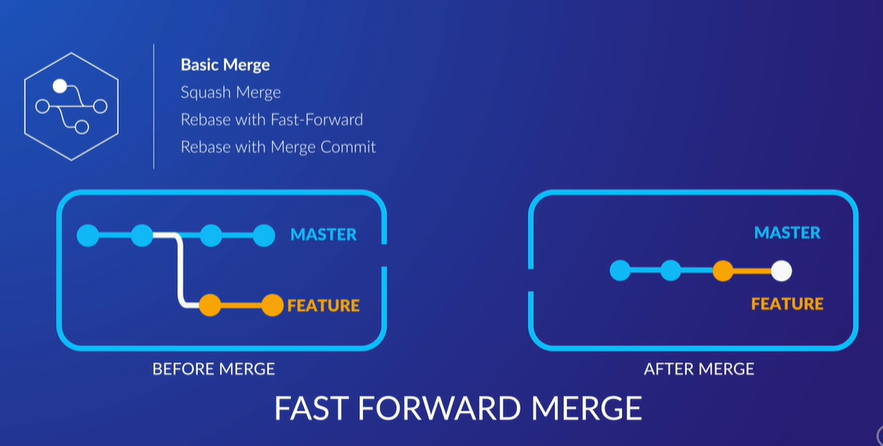 Basic Merge
Squash Merge
Rebase with Fast-Forward
Rebase with Merge Commit
MASTER
FEATURE
BEFORE MERGE
MASTER
FEATURE
AFTER MERGE
FAST FORWARD MERGE